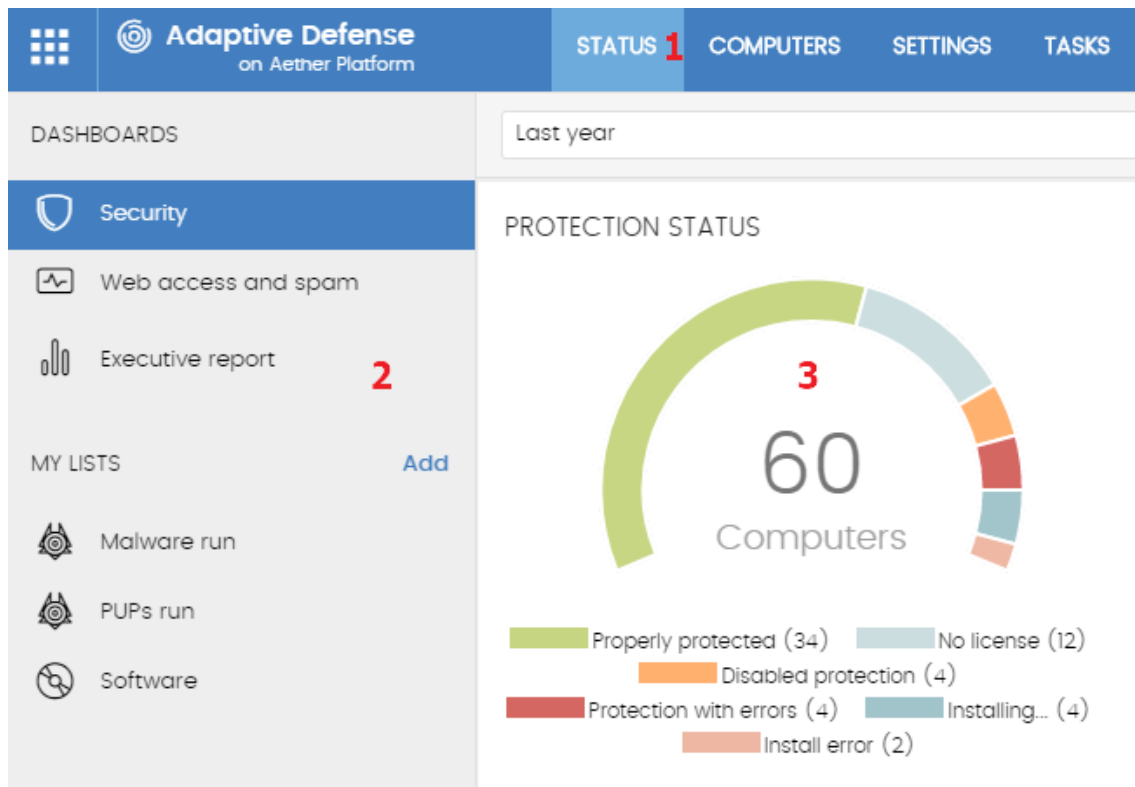 Adaptive Defense
on Aether Platform
STATUS 1 COMPUTERS SETTINGS TASKS
DASHBOARDS
Last year
Security
PROTECTION STATUS
Web access and spam
Executive report
2
3
60
Computers
MY LISTS Add
Malware run
PUPs run
Software
Properly protected (34) No license (12)
Disabled protection (4)
Protection with errors (4) Installing... (4)
Install error (2)